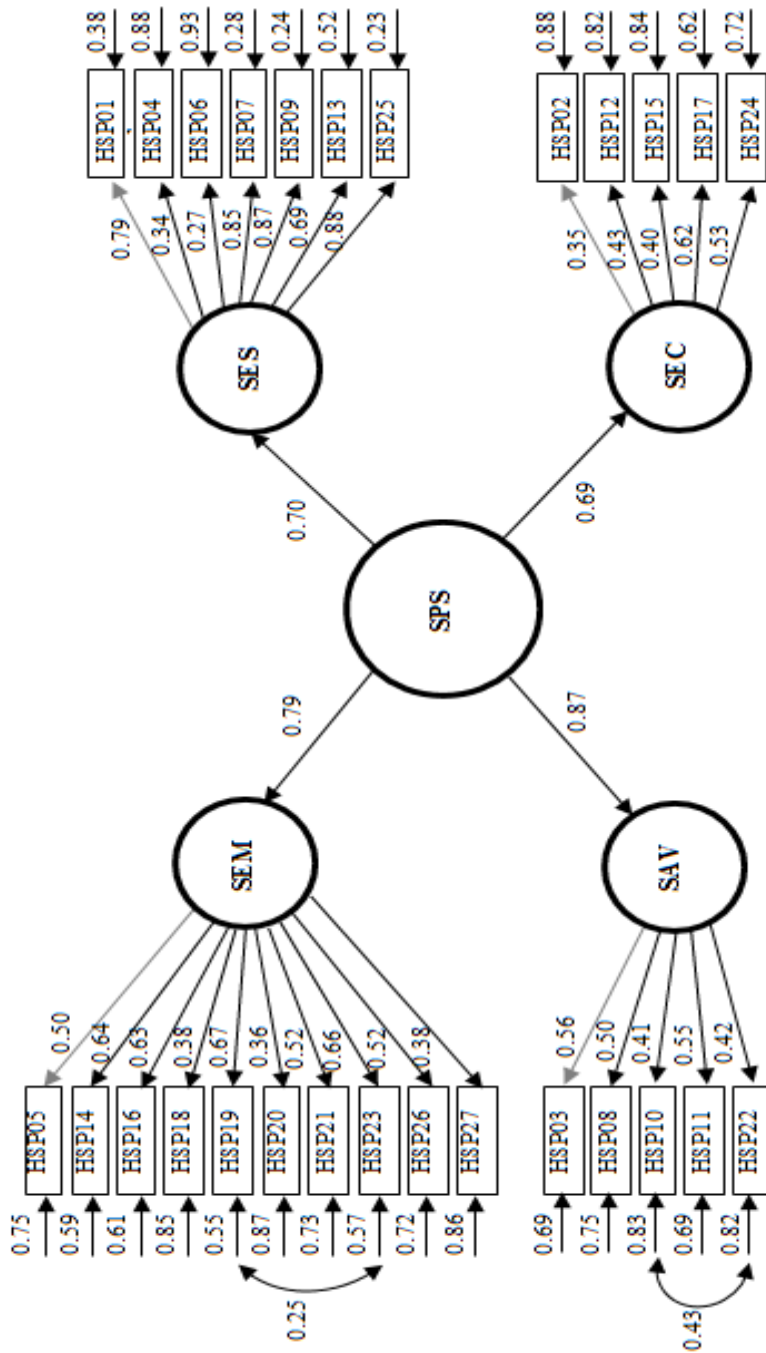 0.75 HSP05 0.50
0.59 HSP14 0.64
0.61 HSP16 0.63
0.85 HSP18 0.38
0.55 HSP19 0.67
0.87 HSP20 0.36
0.73 HSP21 0.52
0.57 HSP23 0.66
0.72 HSP26 0.52
0.86 HSP27 0.38
0.25
SEM
0.79
0.79 HSP01 0.38
0.34 HSP04 0.88
0.27 HSP06 0.93
0.85 HSP07 0.28
0.87 HSP09 0.24
0.69 HSP13 0.52
0.88 HSP25 0.23
SES
0.70
SPS
0.87
0.69
SAV
0.69 HSP03 0.56
0.75 HSP08 0.50
0.83 HSP10 0.41
0.69 HSP11 0.55
0.82 HSP22 0.42
0.43
SEC
0.35 HSP02 0.88
0.43 HSP12 0.82
0.40 HSP15 0.84
0.62 HSP17 0.62
0.53 HSP24 0.72